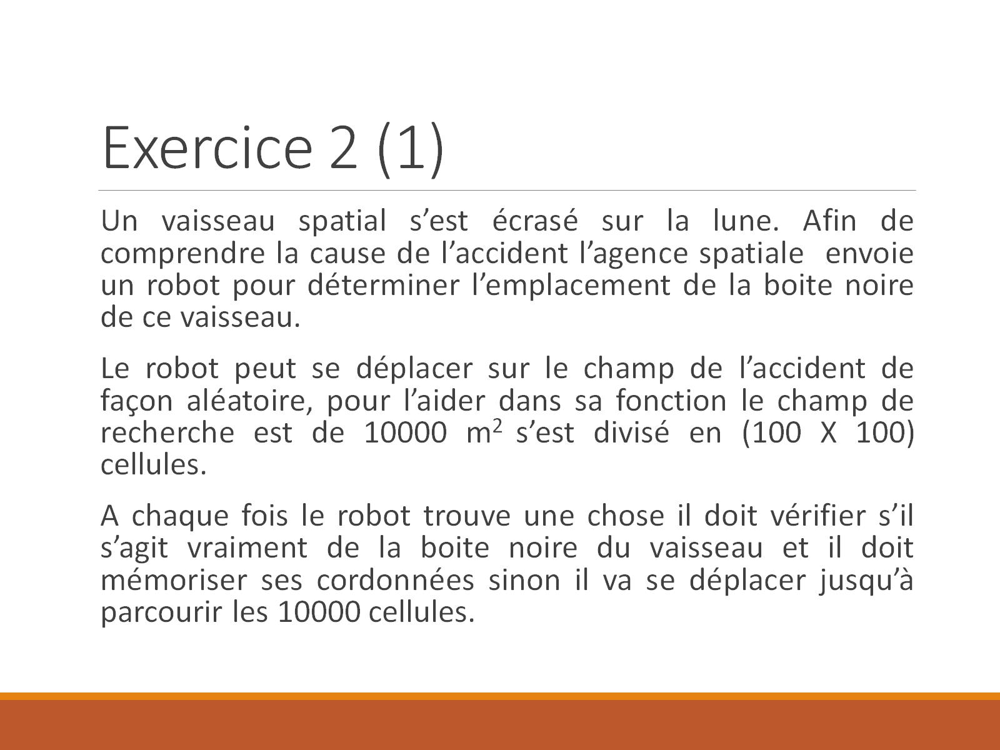 Exercice 2 (1)
Un vaisseau spatial s’est écrasé sur la lune. Afin de
comprendre la cause de l’accident l’agence spatiale envoie
un robot pour déterminer l’emplacement de la boite noire
de ce vaisseau.
Le robot peut se déplacer sur le champ de l’accident de
façon aléatoire, pour l’aider dans sa fonction le champ de
recherche est de 10000 m² s’est divisé en (100 X 100)
cellules.
A chaque fois le robot trouve une chose il doit vérifier s’il
s’agit vraiment de la boite noire du vaisseau et il doit
mémoriser ses cordonnées sinon il va se déplacer jusqu’à
parcourir les 10000 cellules.